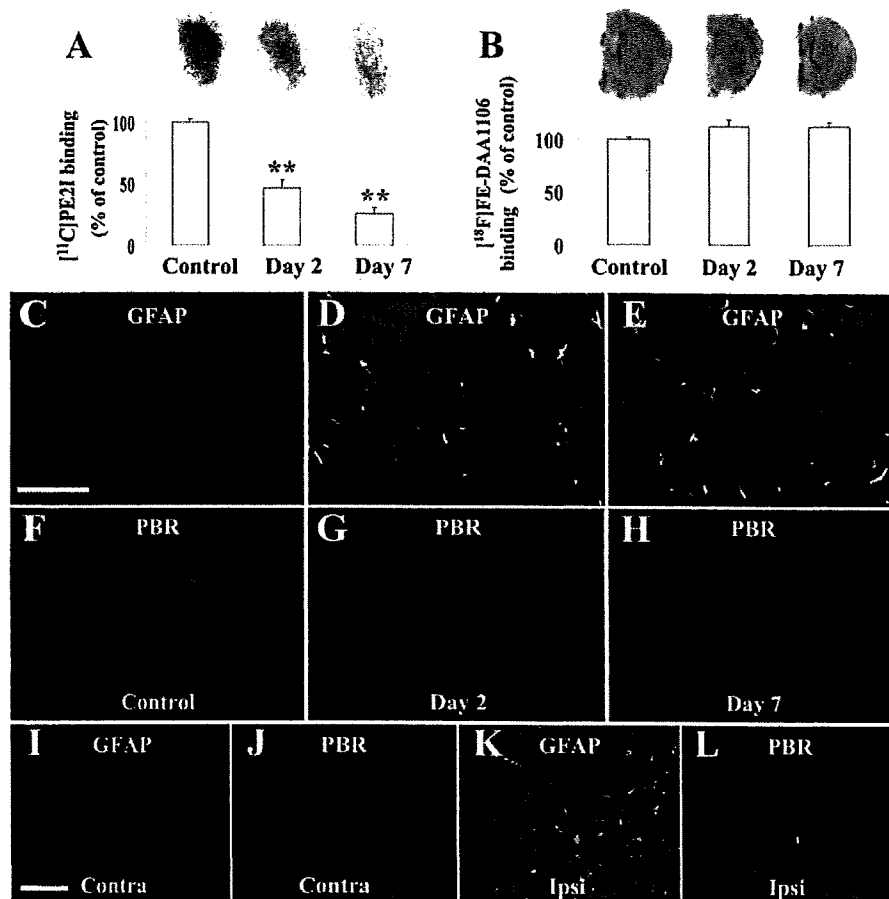 A
B
[¹¹C]PE2I binding
(% of control)
100
50
0
**
**
Control
Day 2
Day 7
[¹⁸F]FE-DAA1106
binding (% of control)
100
50
0
Control
Day 2
Day 7
C
GFAP
D
GFAP
E
GFAP
F
PBR
Control
G
PBR
Day 2
H
PBR
Day 7
I
GFAP
Contra
J
PBR
Contra
K
GFAP
Ipsi
L
PBR
Ipsi